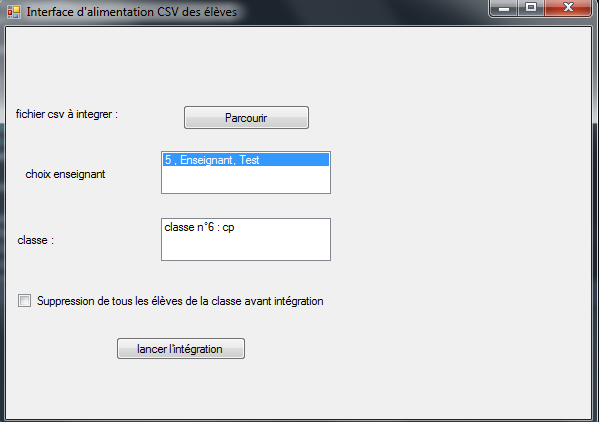 Interface d'alimentation CSV des élèves
fichier csv à integrer :
Parcourir
choix enseignant
5 , Enseignant, Test
classe :
classe n°6 : cp
Suppression de tous les élèves de la classe avant intégration
lancer l'intégration